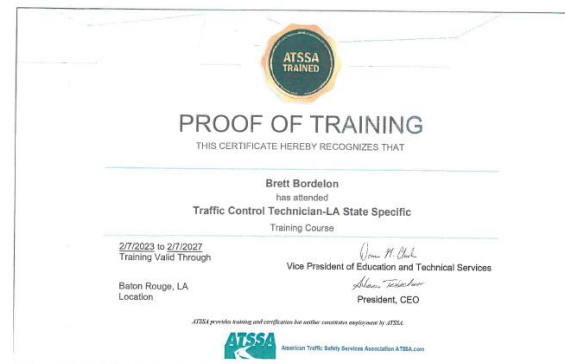 ATSSA
TRAINED
PROOF OF TRAINING
THIS CERTIFICATE HEREBY RECOGNIZES THAT
Brett Bordelon
has attended
Traffic Control Technician-LA State Specific
Training Course
2/7/2023 to 2/7/2027
Training Valid Through
Vice President of Education and Technical Services
Baton Rouge, LA
Location
President, CEO
ATSSA provides training and certification but neither constitutes employment by ATSSA.
ATSSA
American Traffic Safety Services Association ATSSA.com